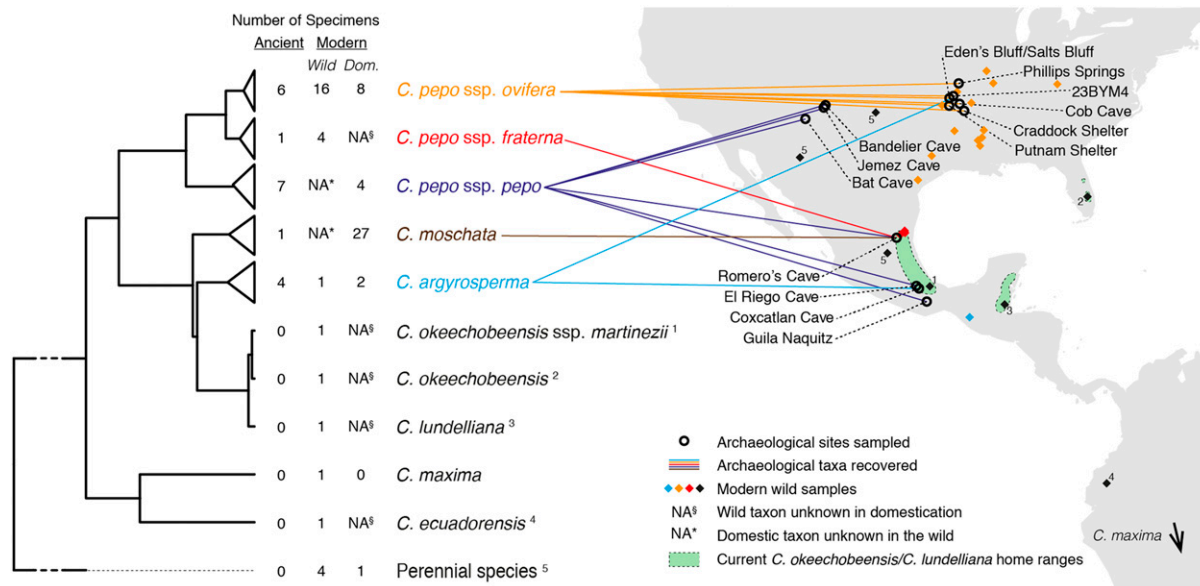 Number of Specimens
Ancient Modern
Wild Dom.
6 16 8 C. pepo ssp. ovifera
1 4 NA§ C. pepo ssp. fraterna
7 NA* 4 C. pepo ssp. pepo
1 NA* 27 C. moschata
4 1 2 C. argyrosperma
0 1 NA§ C. okeechobeensis ssp. martinezii 1
0 1 NA§ C. okeechobeensis 2
0 1 NA§ C. lundelliana 3
0 1 0 C. maxima
0 1 NA§ C. ecuadorensis 4
0 4 1 Perennial species 5
Eden's Bluff/Salts Bluff
Phillips Springs
23BYM4
Cob Cave
Craddock Shelter
Putnam Shelter
5
Bandelier Cave
5
Jemez Cave
Bat Cave
2
5
Romero's Cave
1
El Riego Cave
3
Coxcatlan Cave
Guila Naquitz
Archaeological sites sampled
Archaeological taxa recovered
Modern wild samples
NA§ Wild taxon unknown in domestication
NA* Domestic taxon unknown in the wild
Current C. okeechobeensis/C. lundelliana home ranges
4
C. maxima